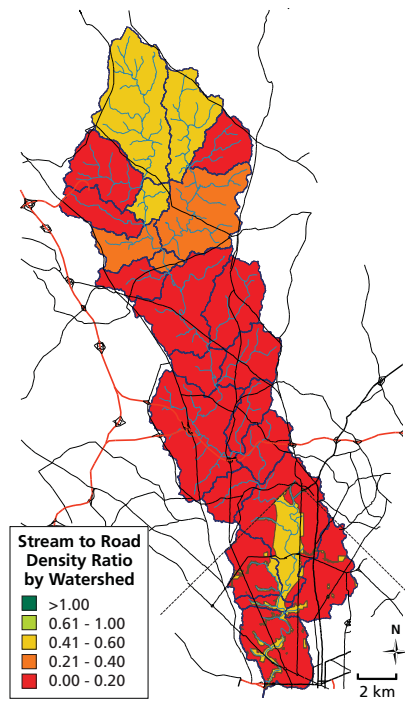 Stream to Road
Density Ratio
by Watershed
>1.00
0.61 - 1.00
0.41 - 0.60
0.21 - 0.40
0.00 - 0.20
N
2 km